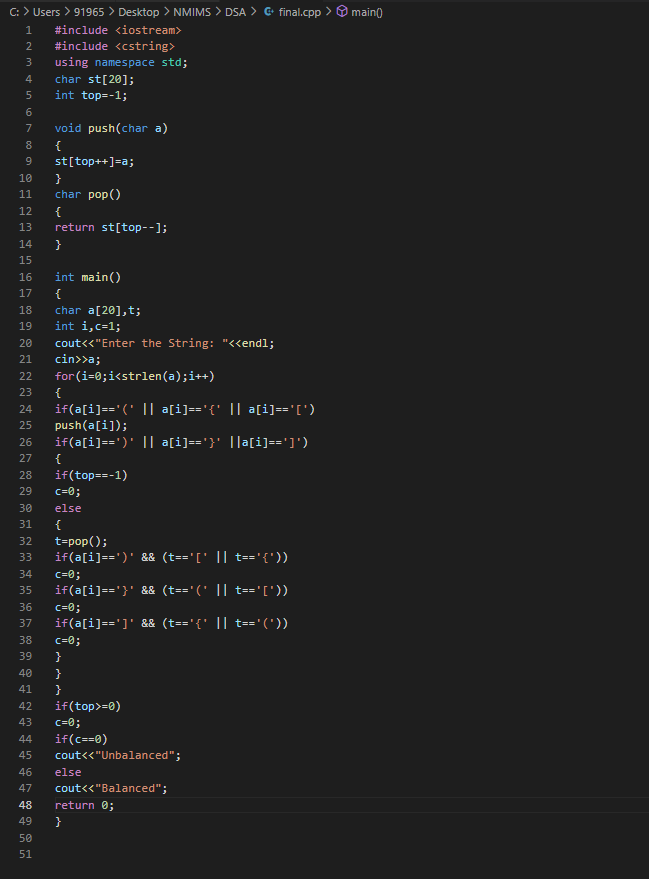 C: > Users > 91965 > Desktop > NMIMS > DSA > final.cpp > main()
1 #include <iostream>
2 #include <cstring>
3 using namespace std;
4 char st[20];
5 int top=-1;
6
7 void push(char a)
8 {
9 st[top++]=a;
10 }
11 char pop()
12 {
13 return st[top--];
14 }
15
16 int main()
17 {
18 char a[20],t;
19 int i,c=1;
20 cout<<"Enter the String: "<<endl;
21 cin>>a;
22 for(i=0;i<strlen(a);i++)
23 {
24 if(a[i]=='(' || a[i]=='{' || a[i]=='[')
25 push(a[i]);
26 if(a[i]==')' || a[i]=='}' ||a[i]==']')
27 {
28 if(top==-1)
29 c=0;
30 else
31 {
32 t=pop();
33 if(a[i]==')' && (t=='[' || t=='{'))
34 c=0;
35 if(a[i]=='}' && (t=='(' || t=='['))
36 c=0;
37 if(a[i]==']' && (t=='{' || t=='('))
38 c=0;
39 }
40 }
41 }
42 if(top>=0)
43 c=0;
44 if(c==0)
45 cout<<"Unbalanced";
46 else
47 cout<<"Balanced";
48 return 0;
49 }
50
51